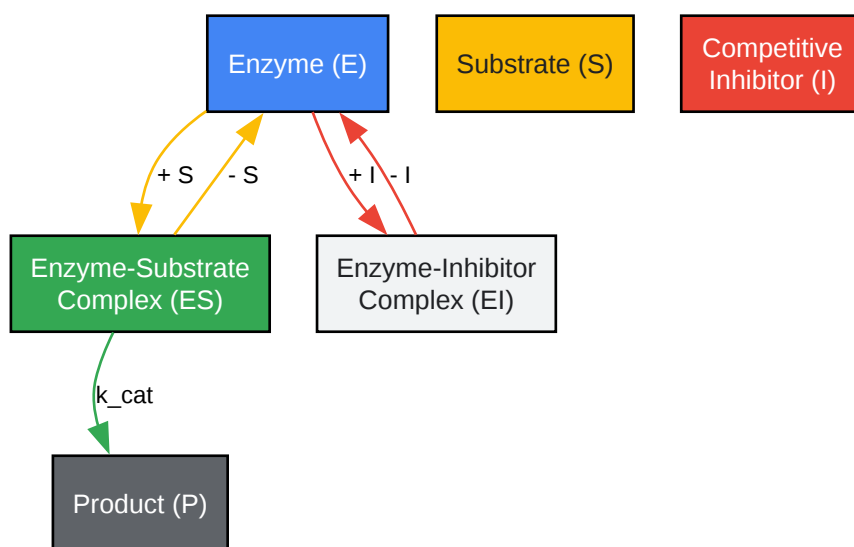 Enzyme (E)
Substrate (S)
Competitive
Inhibitor (I)
+ S
- S
+ I
- I
Enzyme-Substrate
Complex (ES)
Enzyme-Inhibitor
Complex (EI)
k_cat
Product (P)